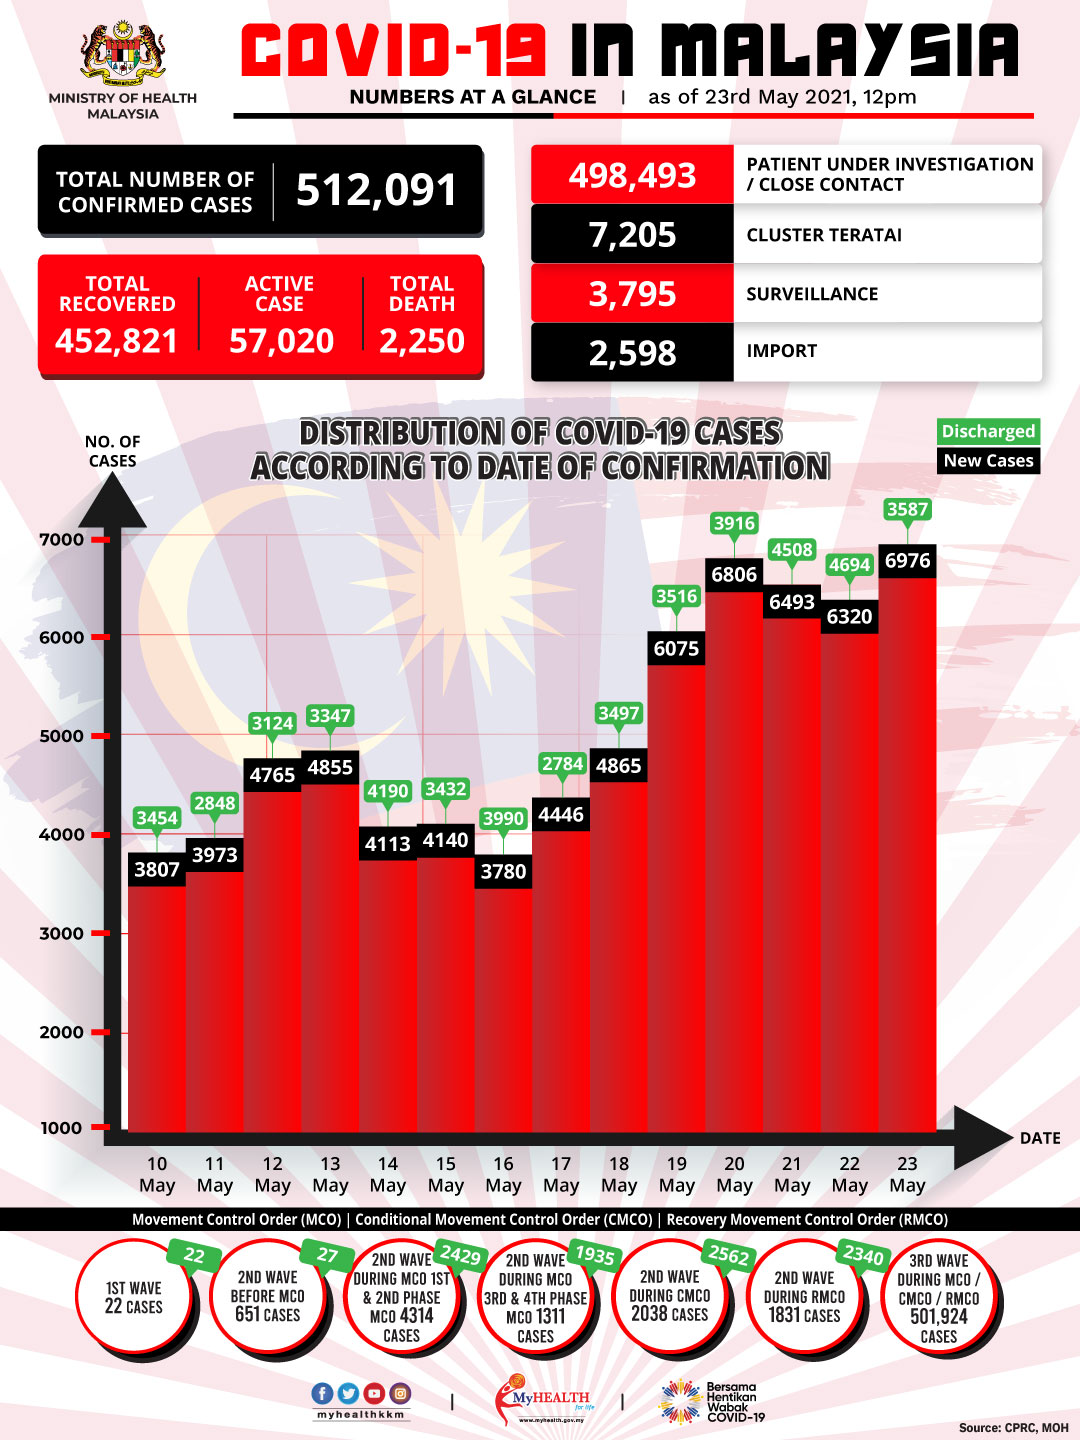 MINISTRY OF HEALTH
MALAYSIA
COVID-19 IN MALAYSIA
NUMBERS AT A GLANCE | as of 23rd May 2021, 12pm
TOTAL NUMBER OF
CONFIRMED CASES
512,091
TOTAL
RECOVERED
452,821
ACTIVE
CASE
57,020
TOTAL
DEATH
2,250
498,493
PATIENT UNDER INVESTIGATION
/ CLOSE CONTACT
7,205 CLUSTER TERATAI
3,795 SURVEILLANCE
2,598 IMPORT
DISTRIBUTION OF COVID-19 CASES
ACCORDING TO DATE OF CONFIRMATION
Discharged
New Cases
NO. OF
CASES
7000
6000
5000
4000
3000
2000
1000
3454
3807
2848
3973
3124
4765
3347
4855
4190
4113
3432
4140
3990
3780
2784
4446
3497
4865
3516
6075
3916
6806
4508
6493
4694
6320
3587
6976
10 11 12 13 14 15 16 17 18 19 20 21 22 23
May May May May May May May May May May May May May May
DATE
Movement Control Order (MCO) | Conditional Movement Control Order (CMCO) | Recovery Movement Control Order (RMCO)
22
1ST WAVE
22 CASES
27
2ND WAVE
BEFORE MCO
651 CASES
2429
2ND WAVE
DURING MCO 1ST
& 2ND PHASE
MCO 4314
CASES
1935
2ND WAVE
DURING MCO
3RD & 4TH PHASE
MCO 1311
CASES
2562
2ND WAVE
DURING CMCO
2038 CASES
2340
2ND WAVE
DURING RMCO
1831 CASES
3RD WAVE
DURING MCO /
CMCO / RMCO
501,924
CASES
myhealthkkm
MyHEALTH
for life
www.myhealth.gov.my
Bersama
Hentikan
Wabak
COVID-19
Source: CPRC, MOH